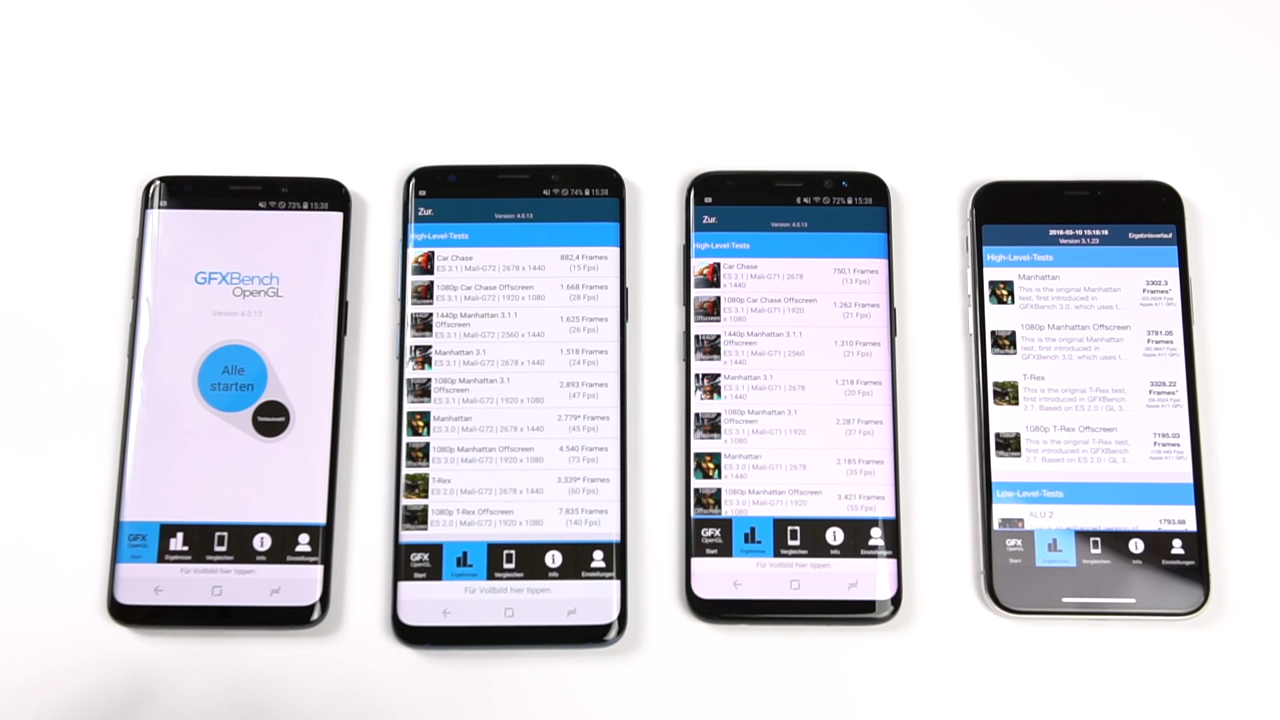 73% 15:38
GFXBench
OpenGL
Version 4.0.13
Alle
starten
Testauswahl
GFX
OpenGL
Start
Ergebnisse
Vergleichen
Info
Einstellungen
Für Vollbild hier tippen.
74% 15:38
Zur.
Version: 4.0.13
High-Level-Tests
Car Chase
ES 3.1 | Mali-G72 | 2678 x 1440
882,4 Frames
(15 Fps)
1080p Car Chase Offscreen
ES 3.1 | Mali-G72 | 1920 x 1080
1.668 Frames
(28 Fps)
1440p Manhattan 3.1.1
Offscreen
ES 3.1 | Mali-G72 | 2560 x 1440
1.625 Frames
(26 Fps)
Manhattan 3.1
ES 3.1 | Mali-G72 | 2678 x 1440
1.518 Frames
(24 Fps)
1080p Manhattan 3.1
Offscreen
ES 3.1 | Mali-G72 | 1920 x 1080
2.893 Frames
(47 Fps)
Manhattan
ES 3.0 | Mali-G72 | 2678 x 1440
2.779* Frames
(45 Fps)
1080p Manhattan Offscreen
ES 3.0 | Mali-G72 | 1920 x 1080
4.540 Frames
(73 Fps)
T-Rex
ES 2.0 | Mali-G72 | 2678 x 1440
3.339* Frames
(60 Fps)
1080p T-Rex Offscreen
ES 2.0 | Mali-G72 | 1920 x 1080
7.835 Frames
(140 Fps)
GFX
OpenGL
Start
Ergebnisse
Vergleichen
Info
Einstellungen
Für Vollbild hier tippen.
72% 15:38
Zur.
Version: 4.0.13
High-Level-Tests
Car Chase
ES 3.1 | Mali-G71 | 2678
x 1440
750,1 Frames
(13 Fps)
1080p Car Chase Offscreen
ES 3.1 | Mali-G71 | 1920
x 1080
1.262 Frames
(21 Fps)
1440p Manhattan 3.1.1
Offscreen
ES 3.1 | Mali-G71 | 2560
x 1440
1.310 Frames
(21 Fps)
Manhattan 3.1
ES 3.1 | Mali-G71 | 2678
x 1440
1.218 Frames
(20 Fps)
1080p Manhattan 3.1
Offscreen
ES 3.1 | Mali-G71 | 1920
x 1080
2.287 Frames
(37 Fps)
Manhattan
ES 3.0 | Mali-G71 | 2678
x 1440
2.185 Frames
(35 Fps)
1080p Manhattan Offscreen
ES 3.0 | Mali-G71 | 1920
x 1080
3.421 Frames
(55 Fps)
GFX
OpenGL
Start
Ergebnisse
Vergleichen
Info
Einstellungen
Für Vollbild hier tippen.
Version 3.1.23
Ergebnisverlauf
High-Level-Tests
Manhattan
This is the original Manhattan
test, first introduced in
GFXBench 3.0, which uses t...
3302,3
Frames*
Apple A11 GPU
1080p Manhattan Offscreen
This is the original Manhattan
test, first introduced in
GFXBench 3.0, which uses t...
3791,05
Frames
Apple A11 GPU
T-Rex
This is the original T-Rex test,
first introduced in GFXBench
2.7. Based on ES 2.0 / GL 3....
3328,22
Frames*
Apple A11 GPU
1080p T-Rex Offscreen
This is the original T-Rex test,
first introduced in GFXBench
2.7. Based on ES 2.0 / GL 3....
7195,03
Frames
Apple A11 GPU
Low-Level-Tests
ALU 2
1793,68
GFX
OpenGL
Start
Ergebnisse
Vergleichen
Info
Einstellungen